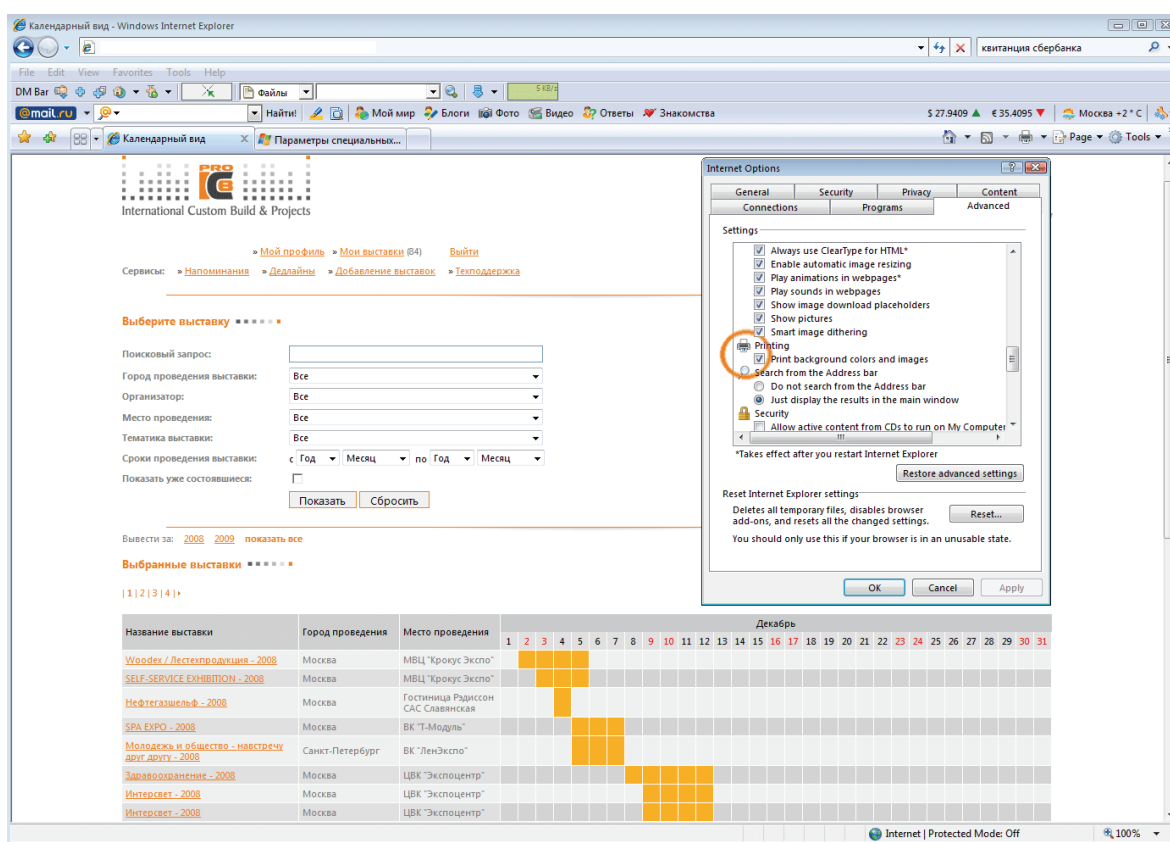 Календарный вид - Windows Internet Explorer
квитанция сбербанка
File Edit View Favorites Tools Help
DM Bar файлы 5 KB/s
@mail.ru Найти! Мой мир Блоги Фото Видео Ответы Знакомства $ 27.9409 ▲ € 35.4095 ▼ Москва +2 ° C
Календарный вид X Параметры специальных... Page Tools
PRO
ICB
International Custom Build & Projects
» Мой профиль » Мои выставки (84) Выйти
Сервисы: » Напоминания » Дедлайны » Добавление выставок » Техподдержка
Выберите выставку
Поисковый запрос:
Город проведения выставки: Все
Организатор: Все
Место проведения: Все
Тематика выставки: Все
Сроки проведения выставки: с Год Месяц по Год Месяц
Показать уже состоявшиеся:
Показать Сбросить
Вывести за: 2008 2009 показать все
Выбранные выставки
| 1 | 2 | 3 | 4 |
Internet Options
General Security Privacy Content
Connections Programs Advanced
Settings
Always use ClearType for HTML*
Enable automatic image resizing
Play animations in webpages*
Play sounds in webpages
Show image download placeholders
Show pictures
Smart image dithering
Printing
Print background colors and images
Search from the Address bar
Do not search from the Address bar
Just display the results in the main window
Security
Allow active content from CDs to run on My Computer
*Takes effect after you restart Internet Explorer
Restore advanced settings
Reset Internet Explorer settings
Deletes all temporary files, disables browser
add-ons, and resets all the changed settings.
Reset...
You should only use this if your browser is in an unusable state.
OK Cancel Apply
Название выставки Город проведения Место проведения Декабрь
1 2 3 4 5 6 7 8 9 10 11 12 13 14 15 16 17 18 19 20 21 22 23 24 25 26 27 28 29 30 31
Woodex / Лестехпродукция - 2008 Москва МВЦ "Крокус Экспо"
SELF-SERVICE EXHIBITION - 2008 Москва МВЦ "Крокус Экспо"
Нефтегазшельф - 2008 Москва Гостиница Рэдиссон
САС Славянская
SPA EXPO - 2008 Москва ВК "Т-Модуль"
Молодежь и общество - навстречу
друг другу - 2008 Санкт-Петербург ВК "ЛенЭкспо"
Здравоохранение - 2008 Москва ЦВК "Экспоцентр"
Интерсвет - 2008 Москва ЦВК "Экспоцентр"
Интерсвет - 2008 Москва ЦВК "Экспоцентр"
Internet | Protected Mode: Off 100%